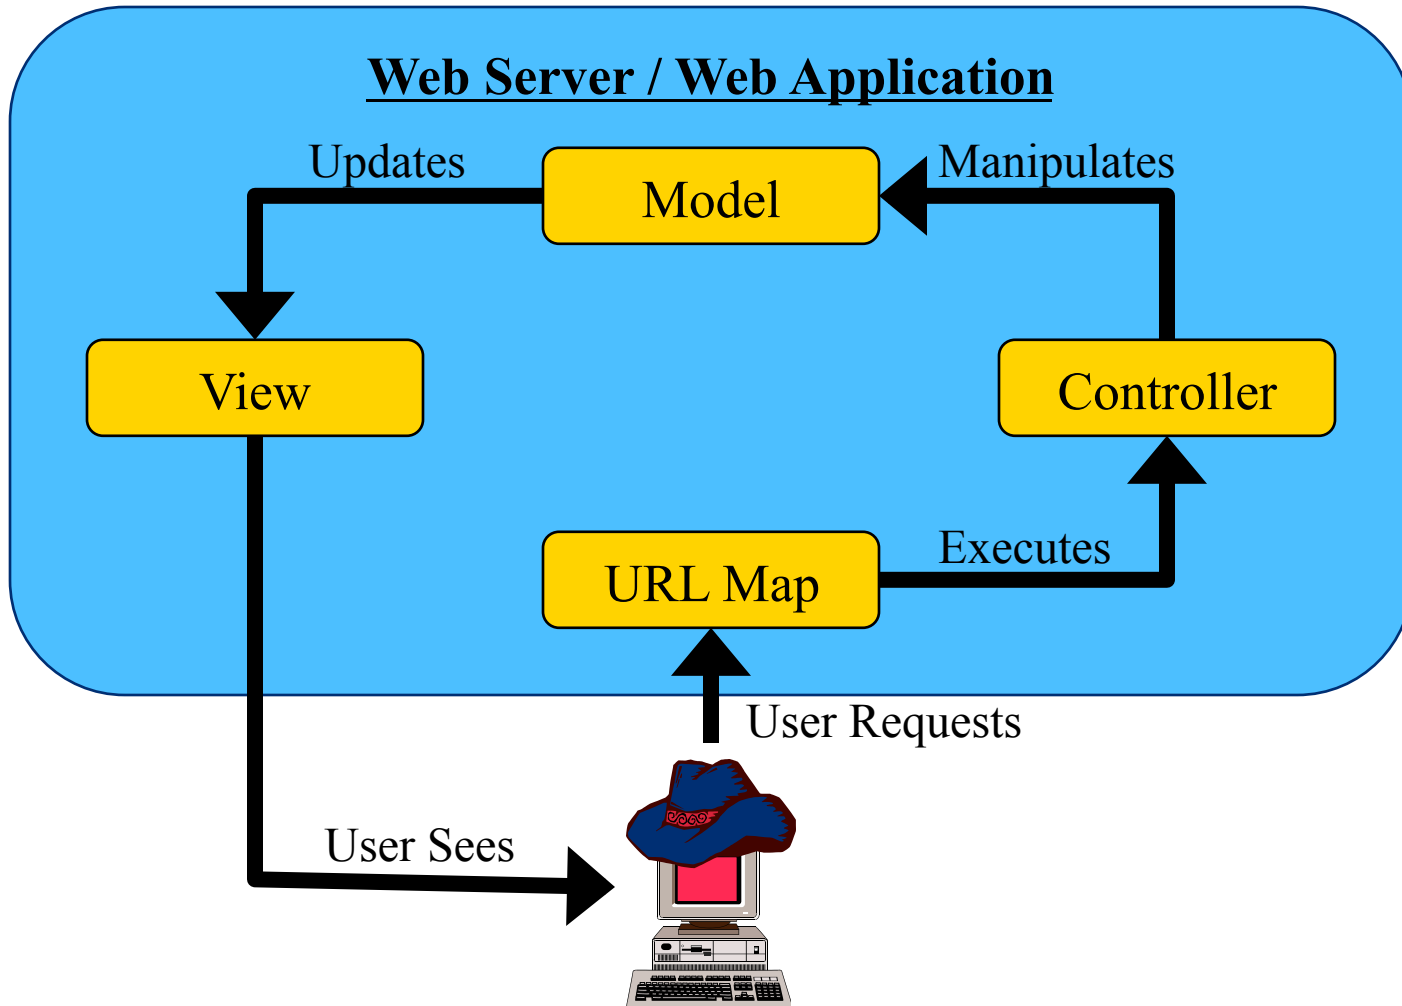 Web Server / Web Application
Updates
Model
Manipulates
View
Controller
URL Map
Executes
User Requests
User Sees